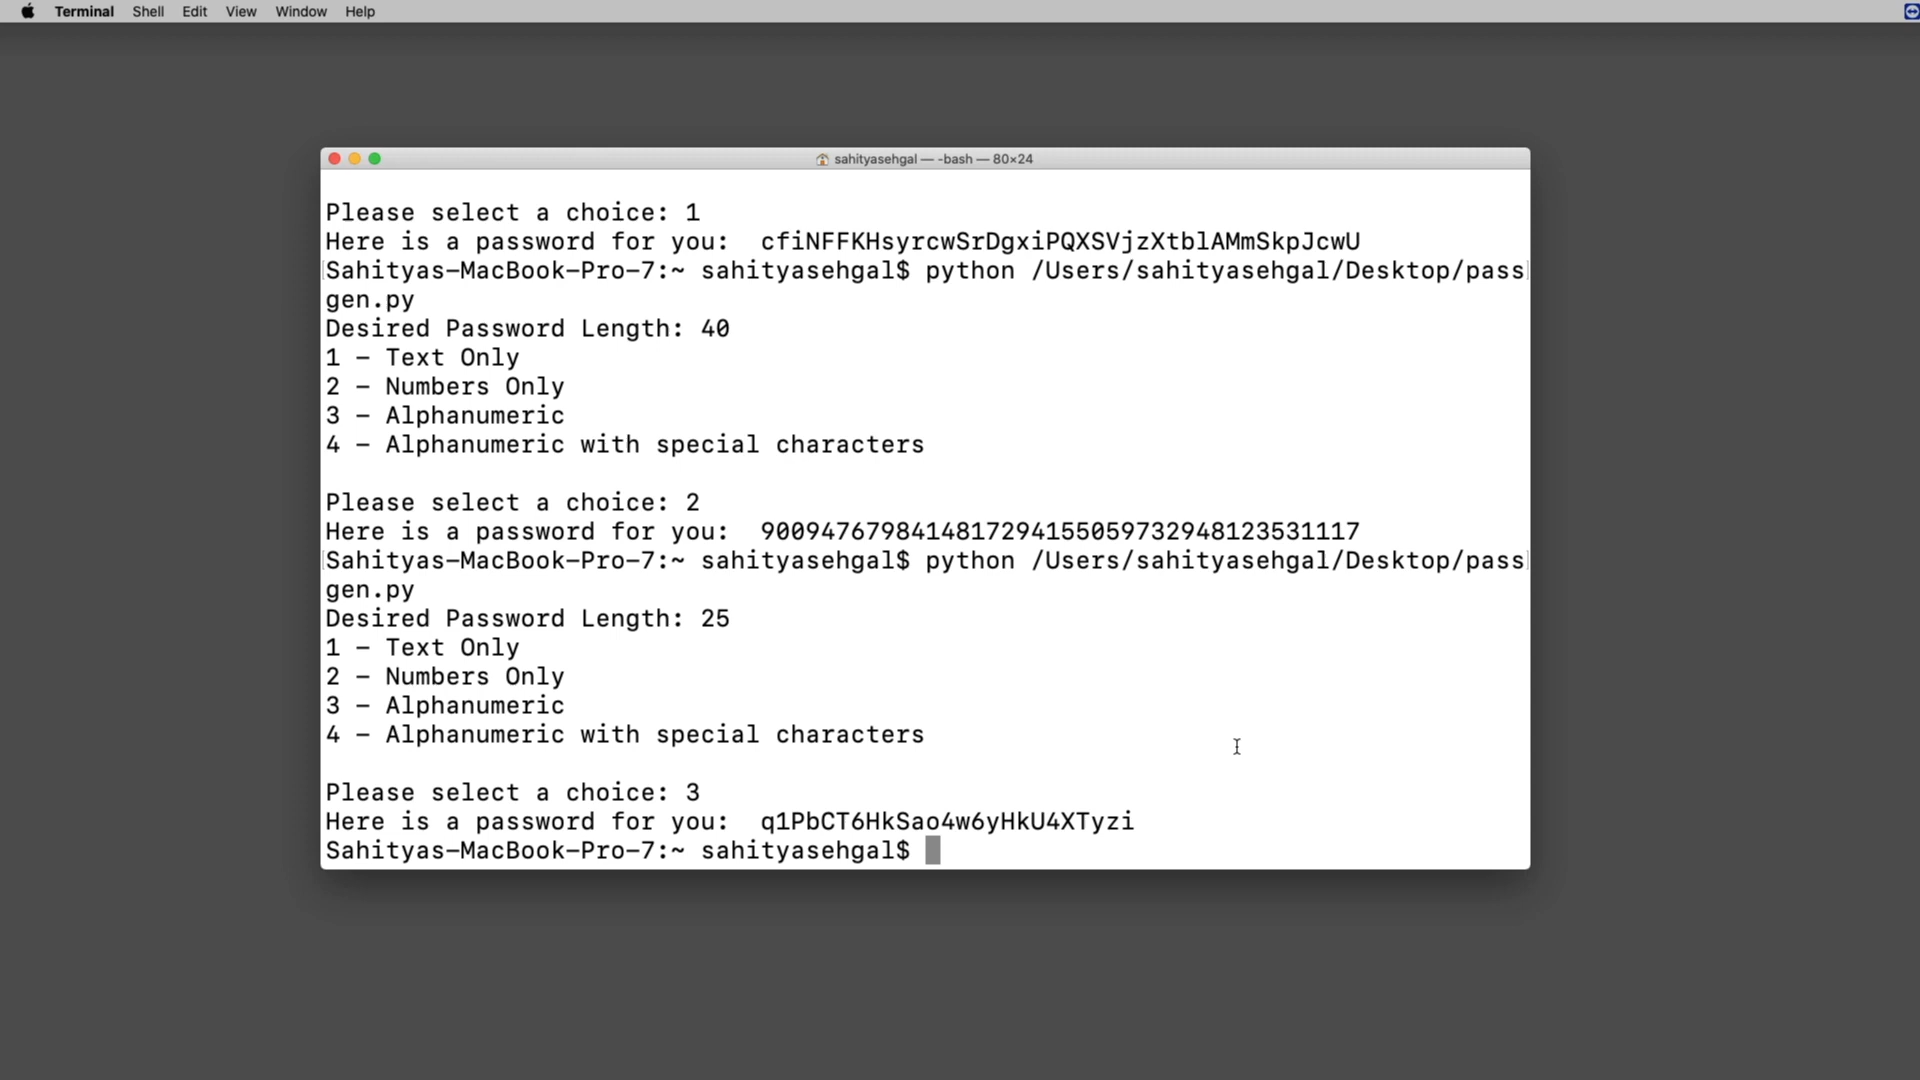 Terminal Shell Edit View Window Help
sahityasehgal — -bash — 80×24
Please select a choice: 1
Here is a password for you:  cfiNFFKHsyrcwSrDgxiPQXSVjzXtblAMmSkpJcwU
Sahityas-MacBook-Pro-7:~ sahityasehgal$ python /Users/sahityasehgal/Desktop/pass
gen.py
Desired Password Length: 40
1 - Text Only
2 - Numbers Only
3 - Alphanumeric
4 - Alphanumeric with special characters
Please select a choice: 2
Here is a password for you:  9009476798414817294155059732948123531117
Sahityas-MacBook-Pro-7:~ sahityasehgal$ python /Users/sahityasehgal/Desktop/pass
gen.py
Desired Password Length: 25
1 - Text Only
2 - Numbers Only
3 - Alphanumeric
4 - Alphanumeric with special characters
Please select a choice: 3
Here is a password for you:  q1PbCT6HkSao4w6yHkU4XTyzi
Sahityas-MacBook-Pro-7:~ sahityasehgal$